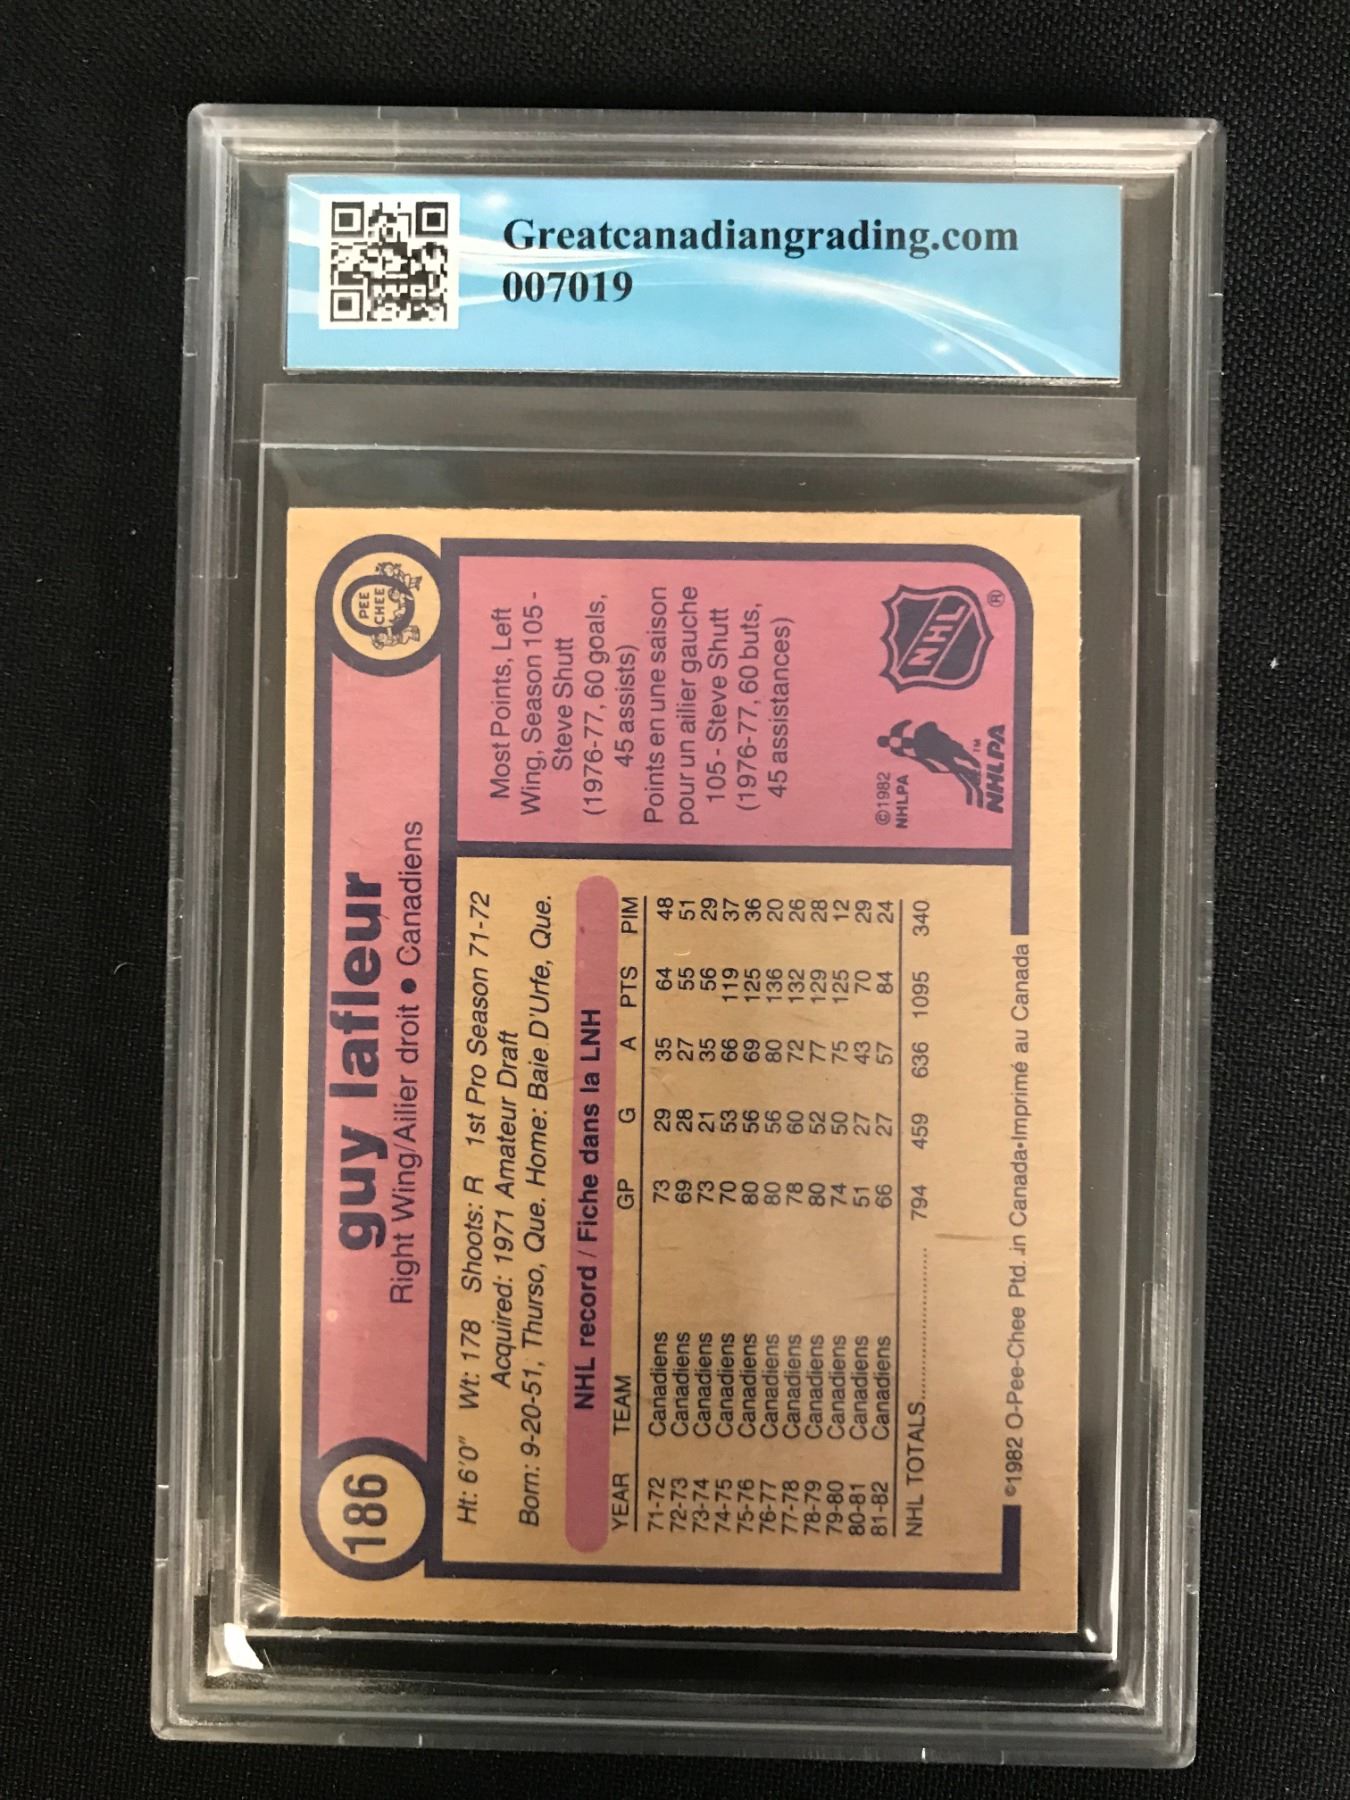 Greatcanadiangrading.com
007019
186
guy lafleur
Right Wing/Ailier droit • Canadiens
O
PEE
CHEE
Ht: 6'0" Wt: 178 Shoots: R 1st Pro Season 71-72
Acquired: 1971 Amateur Draft
Born: 9-20-51, Thurso, Que. Home: Baie D'Urfe, Que.
NHL record / Fiche dans la LNH
YEAR TEAM GP G A PTS PIM
71-72 Canadiens 73 29 35 64 48
72-73 Canadiens 69 28 27 55 51
73-74 Canadiens 73 21 35 56 29
74-75 Canadiens 70 53 66 119 37
75-76 Canadiens 80 56 69 125 36
76-77 Canadiens 80 56 80 136 20
77-78 Canadiens 78 60 72 132 26
78-79 Canadiens 80 52 77 129 28
79-80 Canadiens 74 50 75 125 12
80-81 Canadiens 51 27 43 70 29
81-82 Canadiens 66 27 57 84 24
NHL TOTALS.................... 794 459 636 1095 340
©1982 O-Pee-Chee Ptd. in Canada•Imprimé au Canada
Most Points, Left
Wing, Season 105 -
Steve Shutt
(1976-77, 60 goals,
45 assists)
Points en une saison
pour un ailier gauche
105 - Steve Shutt
(1976-77, 60 buts,
45 assistances)
©1982
NHLPA
NHLPA™
NHL®